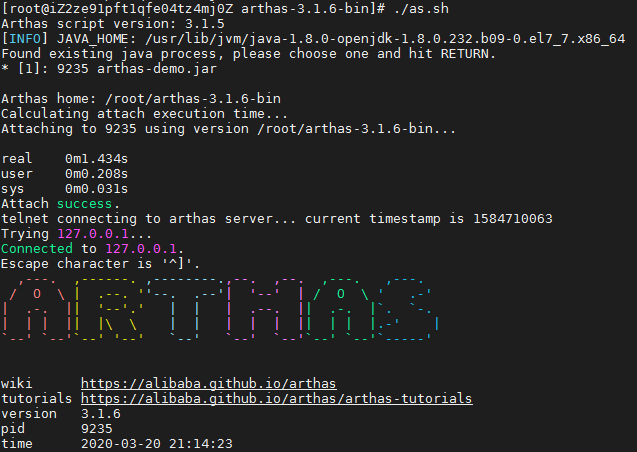 [root@iZ2ze91pft1qfe04tz4mj0Z arthas-3.1.6-bin]# ./as.sh
Arthas script version: 3.1.5
[INFO] JAVA_HOME: /usr/lib/jvm/java-1.8.0-openjdk-1.8.0.232.b09-0.el7_7.x86_64
Found existing java process, please choose one and hit RETURN.
* [1]: 9235 arthas-demo.jar

Arthas home: /root/arthas-3.1.6-bin
Calculating attach execution time...
Attaching to 9235 using version /root/arthas-3.1.6-bin...

real    0m1.434s
user    0m0.208s
sys     0m0.031s
Attach success.
telnet connecting to arthas server... current timestamp is 1584710063
Trying 127.0.0.1...
Connected to 127.0.0.1.
Escape character is '^]'.
ARTHAS

wiki      https://alibaba.github.io/arthas
tutorials https://alibaba.github.io/arthas/arthas-tutorials
version   3.1.6
pid       9235
time      2020-03-20 21:14:23